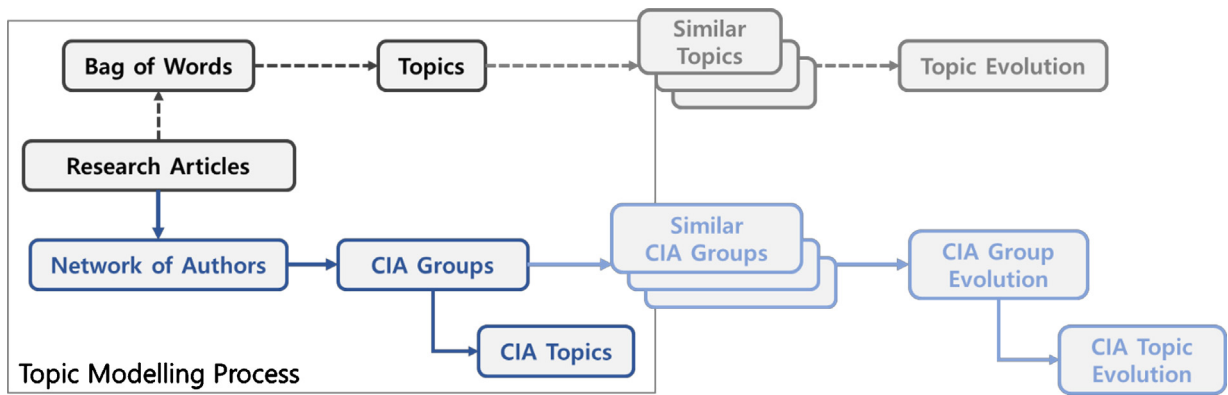 Similar
Topics
Bag of Words
Topics
Topic Evolution
Research Articles
Similar
CIA Groups
Network of Authors
CIA Groups
CIA Group
Evolution
CIA Topics
CIA Topic
Evolution
Topic Modelling Process